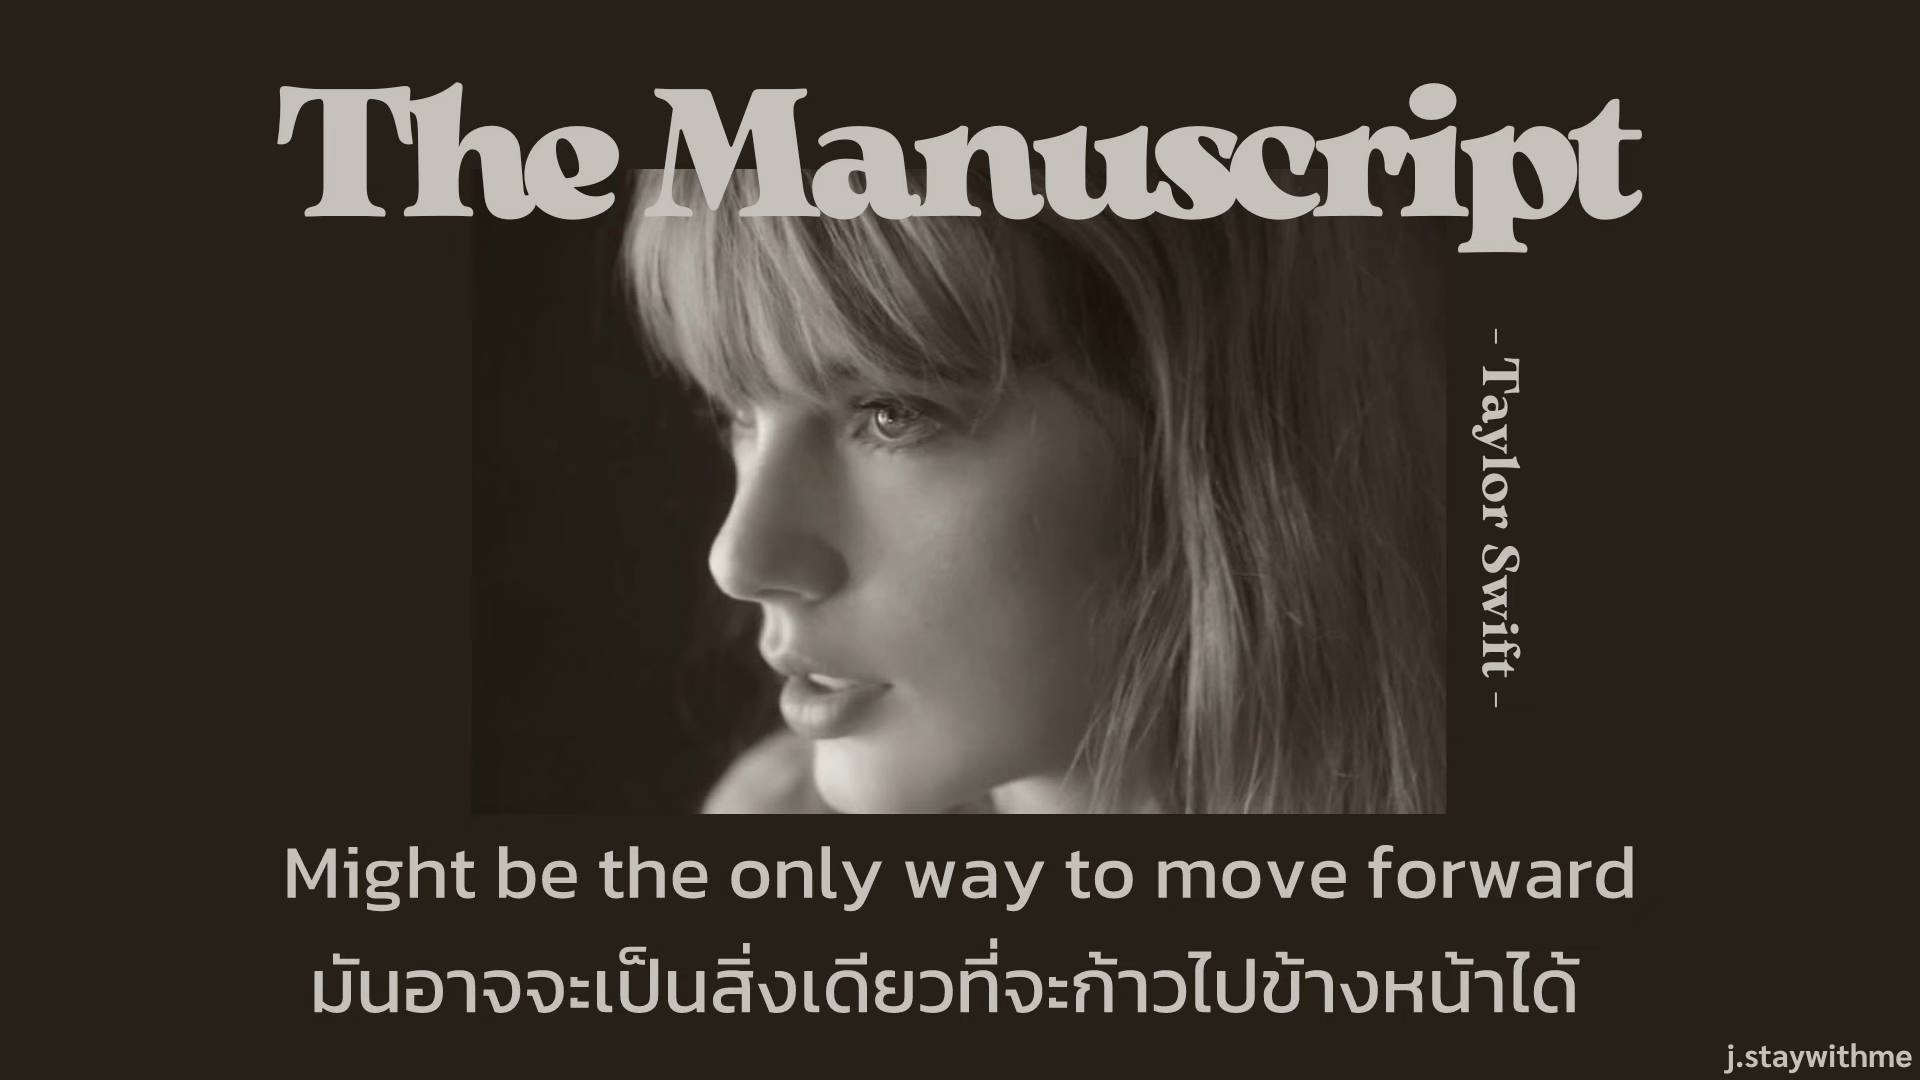 The Manuscript
– Taylor Swift –
Might be the only way to move forward
มันอาจจะเป็นสิ่งเดียวที่จะก้าวไปข้างหน้าได้
j.staywithme